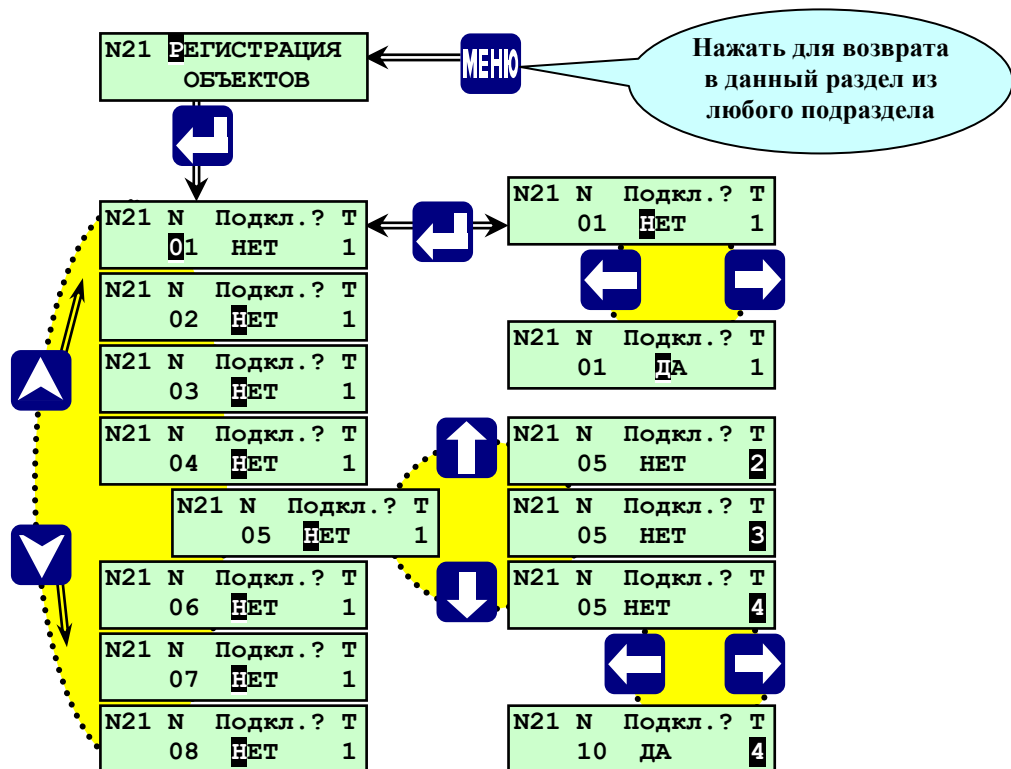 N21 РЕГИСТРАЦИЯ
ОБЪЕКТОВ
МЕНЮ
Нажать для возврата
в данный раздел из
любого подраздела
N21 N Подкл.? Т
01 НЕТ 1
N21 N Подкл.? Т
01 НЕТ 1
N21 N Подкл.? Т
02 НЕТ 1
N21 N Подкл.? Т
01 ДА 1
N21 N Подкл.? Т
03 НЕТ 1
N21 N Подкл.? Т
04 НЕТ 1
N21 N Подкл.? Т
05 НЕТ 2
N21 N Подкл.? Т
05 НЕТ 1
N21 N Подкл.? Т
05 НЕТ 3
N21 N Подкл.? Т
06 НЕТ 1
N21 N Подкл.? Т
05 НЕТ 4
N21 N Подкл.? Т
07 НЕТ 1
N21 N Подкл.? Т
08 НЕТ 1
N21 N Подкл.? Т
10 ДА 4